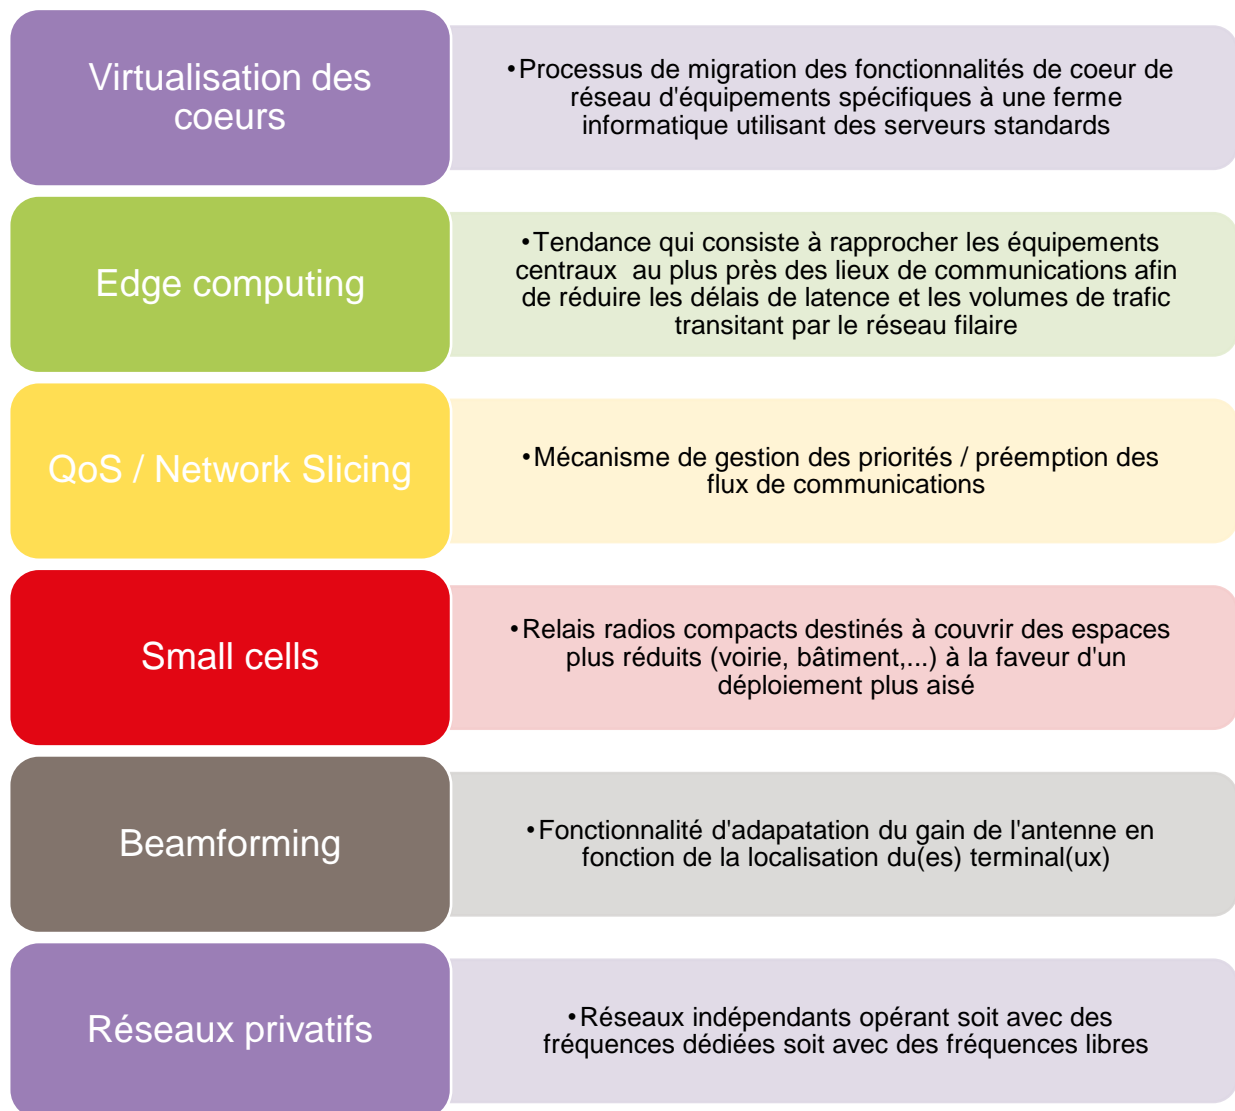 Virtualisation des
coeurs
•Processus de migration des fonctionnalités de coeur de
réseau d'équipements spécifiques à une ferme
informatique utilisant des serveurs standards
Edge computing
•Tendance qui consiste à rapprocher les équipements
centraux  au plus près des lieux de communications afin
de réduire les délais de latence et les volumes de trafic
transitant par le réseau filaire
QoS / Network Slicing
•Mécanisme de gestion des priorités / préemption des
flux de communications
Small cells
•Relais radios compacts destinés à couvrir des espaces
plus réduits (voirie, bâtiment,...) à la faveur d'un
déploiement plus aisé
Beamforming
•Fonctionnalité d'adapatation du gain de l'antenne en
fonction de la localisation du(es) terminal(ux)
Réseaux privatifs
•Réseaux indépendants opérant soit avec des
fréquences dédiées soit avec des fréquences libres